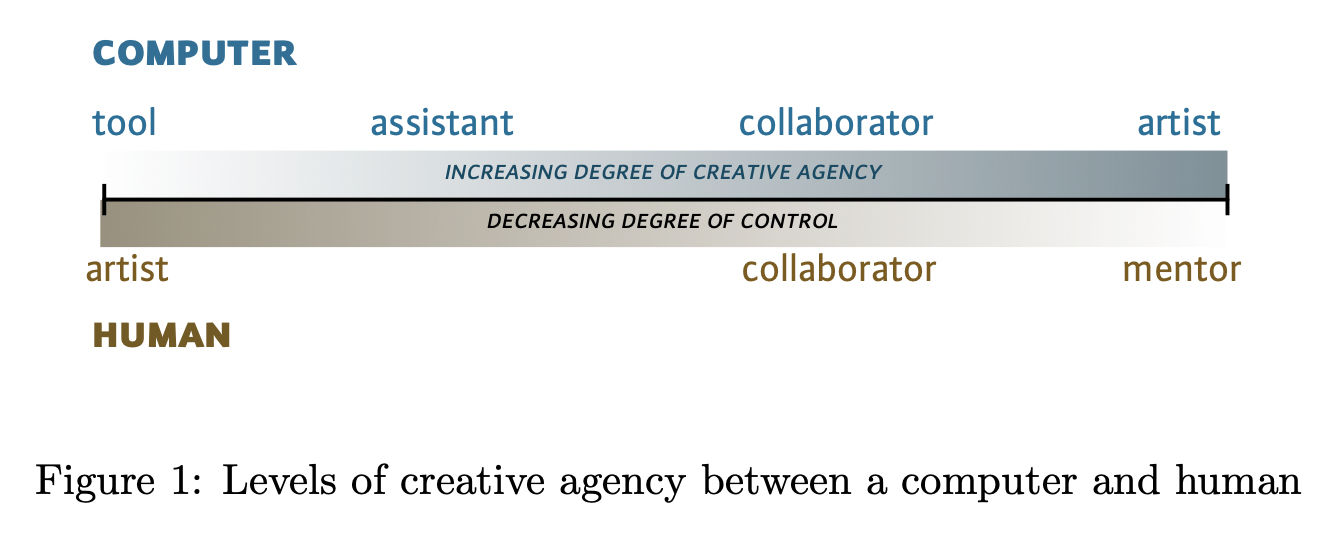 COMPUTER
tool assistant collaborator artist
INCREASING DEGREE OF CREATIVE AGENCY
DECREASING DEGREE OF CONTROL
artist collaborator mentor
HUMAN
Figure 1: Levels of creative agency between a computer and human